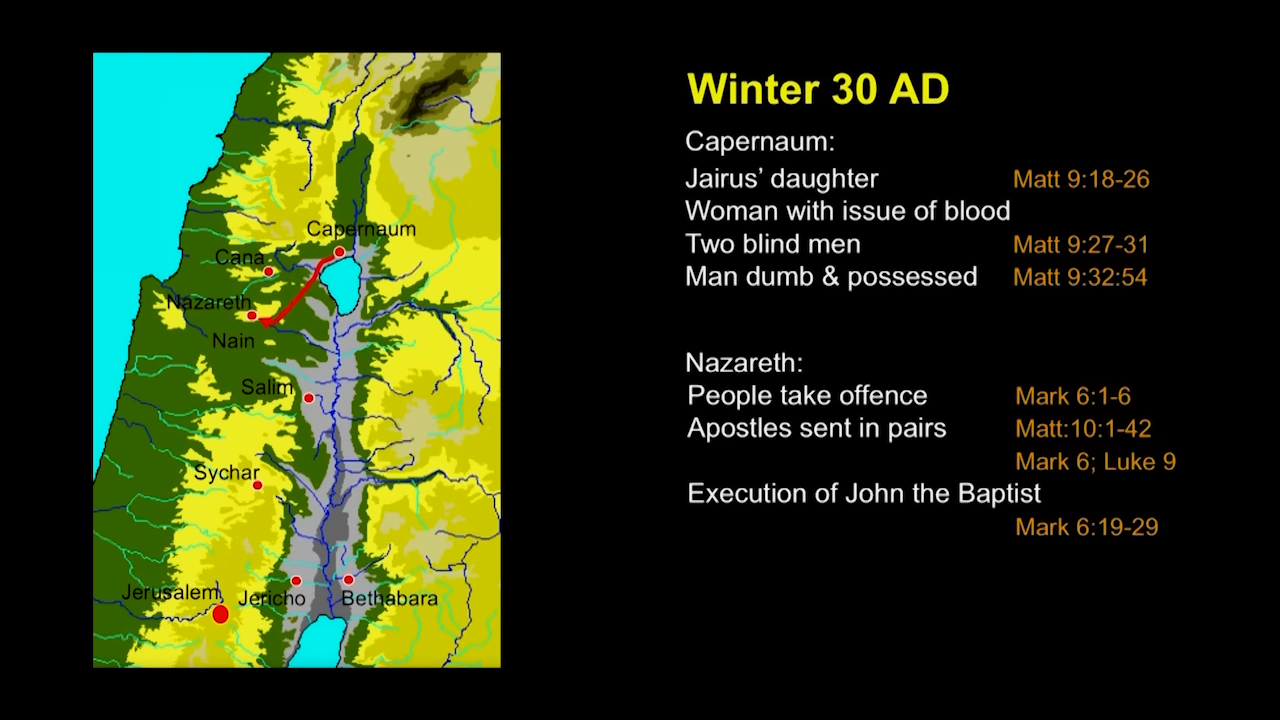 Winter 30 AD
Capernaum:
Jairus’ daughter Matt 9:18-26
Woman with issue of blood
Two blind men Matt 9:27-31
Man dumb & possessed Matt 9:32:54
Nazareth:
People take offence Mark 6:1-6
Apostles sent in pairs Matt:10:1-42
Mark 6; Luke 9
Execution of John the Baptist
Mark 6:19-29
Capernaum
Cana
Nazareth
Nain
Salim
Sychar
Jerusalem
Jericho
Bethabara